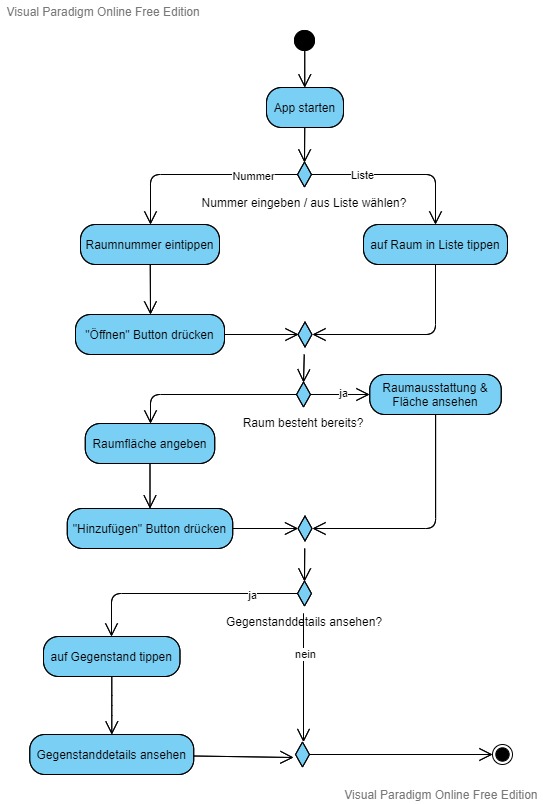 Visual Paradigm Online Free Edition
App starten
Nummer
Liste
Nummer eingeben / aus Liste wählen?
Raumnummer eintippen
auf Raum in Liste tippen
"Öffnen" Button drücken
ja
Raumausstattung &
Fläche ansehen
Raum besteht bereits?
Raumfläche angeben
"Hinzufügen" Button drücken
ja
Gegenstanddetails ansehen?
nein
auf Gegenstand tippen
Gegenstanddetails ansehen
Visual Paradigm Online Free Edition